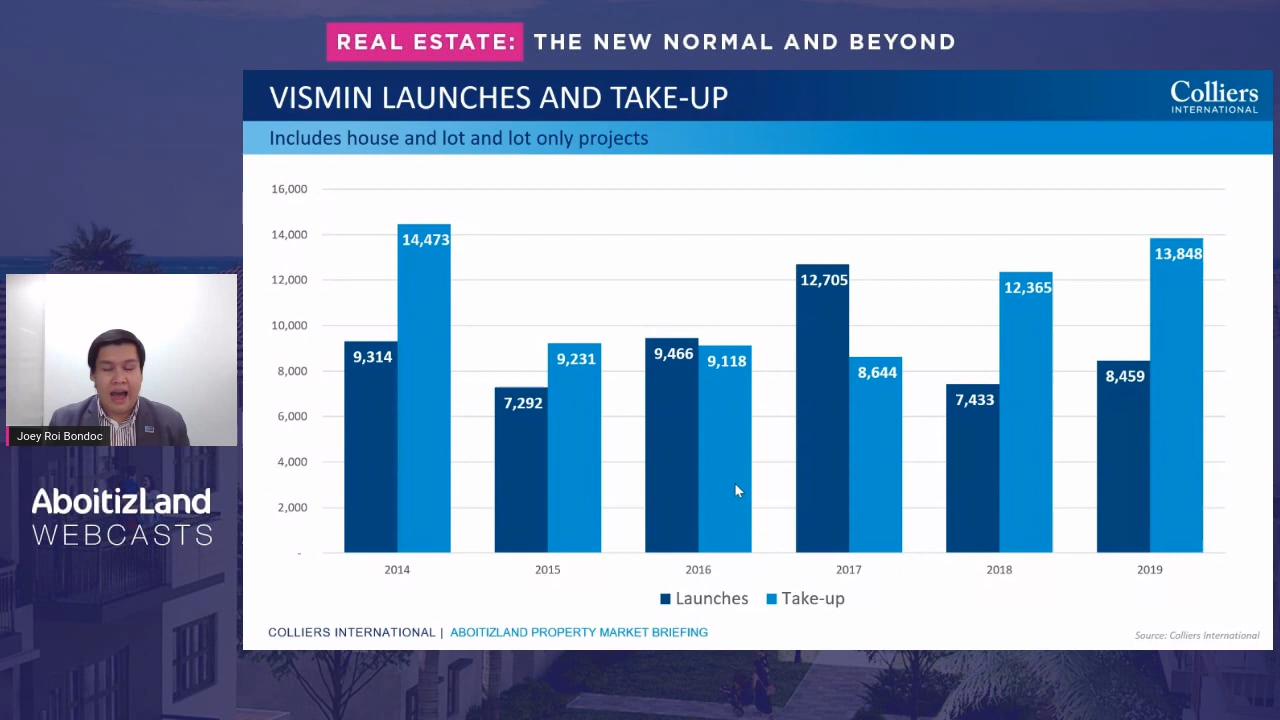 REAL ESTATE: THE NEW NORMAL AND BEYOND
VISMIN LAUNCHES AND TAKE-UP
Colliers
INTERNATIONAL
Includes house and lot and lot only projects
16,000
14,000
12,000
10,000
8,000
6,000
4,000
2,000
-
9,314
14,473
7,292
9,231
9,466
9,118
12,705
8,644
7,433
12,365
8,459
13,848
2014 2015 2016 2017 2018 2019
Launches Take-up
COLLIERS INTERNATIONAL | ABOITIZLAND PROPERTY MARKET BRIEFING
Source: Colliers International
Joey Roi Bondoc
AboitizLand
WEBCASTS